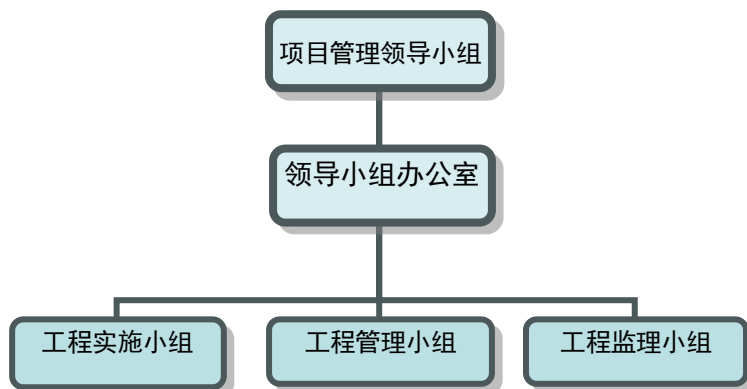 项目管理领导小组
领导小组办公室
工程实施小组
工程管理小组
工程监理小组